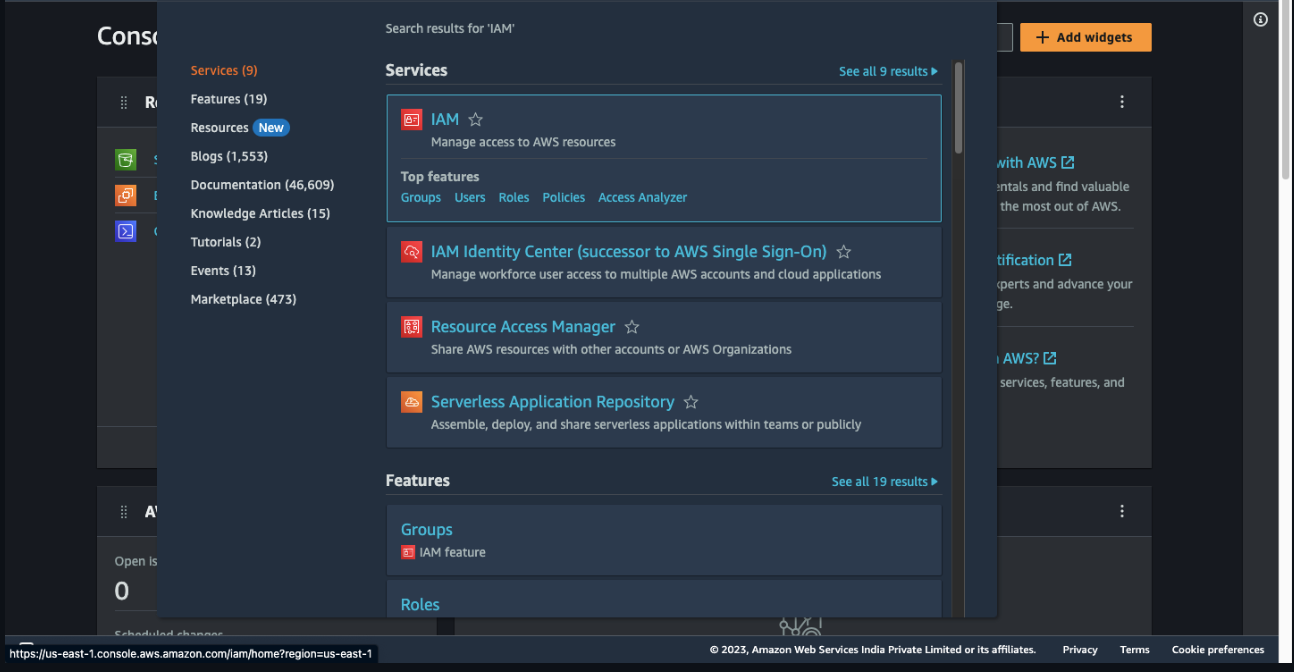 Search results for 'IAM'
Conso
Add widgets
Services (9)
Features (19)
Resources New
Blogs (1,553)
Documentation (46,609)
Knowledge Articles (15)
Tutorials (2)
Events (13)
Marketplace (473)
Services
See all 9 results
IAM
Manage access to AWS resources
Top features
Groups Users Roles Policies Access Analyzer
IAM Identity Center (successor to AWS Single Sign-On)
Manage workforce user access to multiple AWS accounts and cloud applications
Resource Access Manager
Share AWS resources with other accounts or AWS Organizations
Serverless Application Repository
Assemble, deploy, and share serverless applications within teams or publicly
Features
See all 19 results
Groups
IAM feature
Roles
with AWS
entals and find valuable
the most out of AWS.
tification
xperts and advance your
ge.
AWS?
services, features, and
Open is
0
Scheduled changes
© 2023, Amazon Web Services India Private Limited or its affiliates.
Privacy Terms Cookie preferences
https://us-east-1.console.aws.amazon.com/iam/home?region=us-east-1